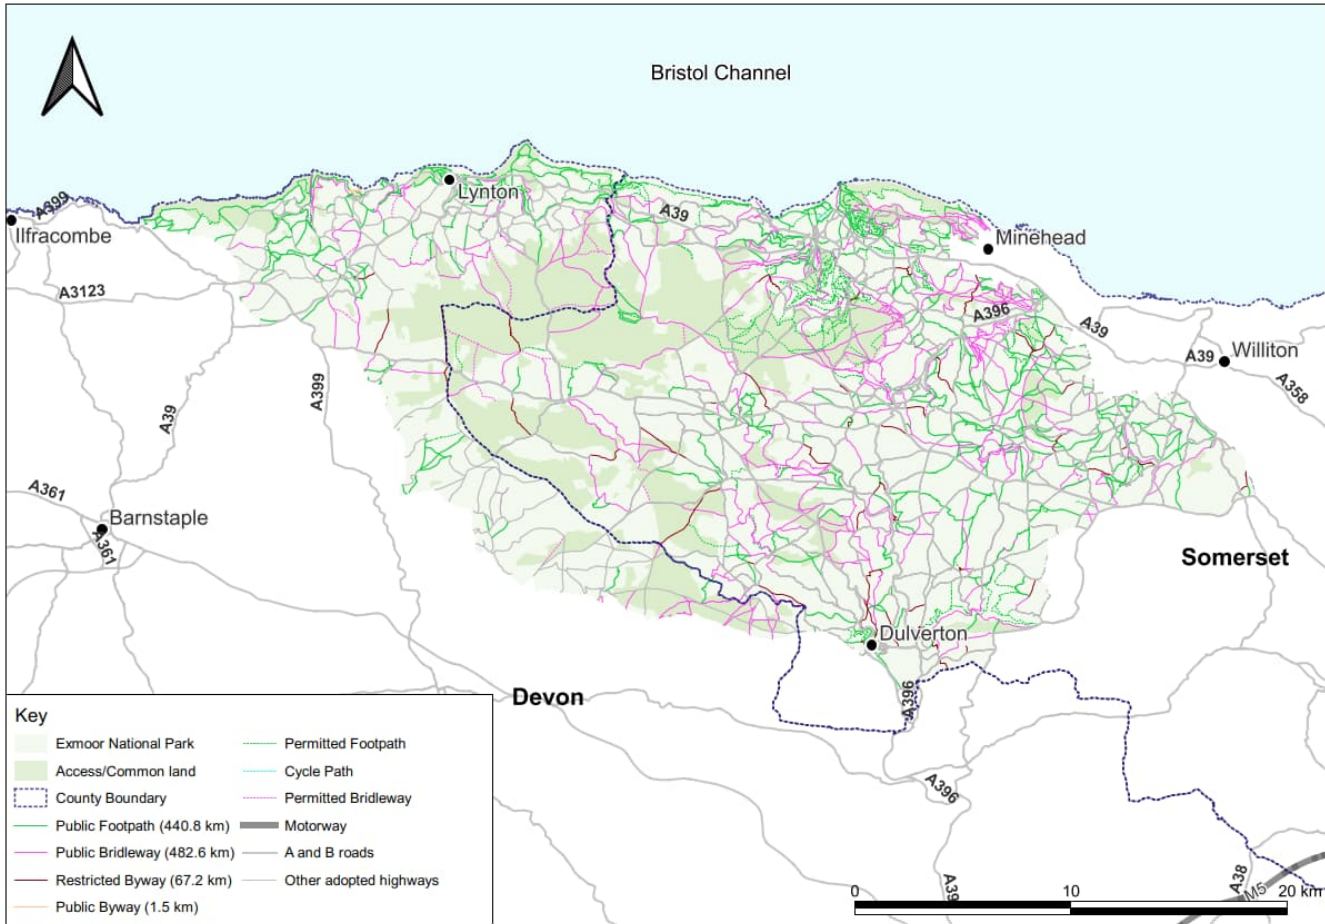 Bristol Channel
Lynton
A399
Ilfracombe
A39
Minehead
A3123
A396
A39
A39
Williton
A358
A399
A39
A361
Barnstaple
A361
Somerset
Dulverton
Devon
A396
A396
A39
A38
M5
0 10 20 km
Key
Exmoor National Park
Access/Common land
County Boundary
Public Footpath (440.8 km)
Public Bridleway (482.6 km)
Restricted Byway (67.2 km)
Public Byway (1.5 km)
Permitted Footpath
Cycle Path
Permitted Bridleway
Motorway
A and B roads
Other adopted highways